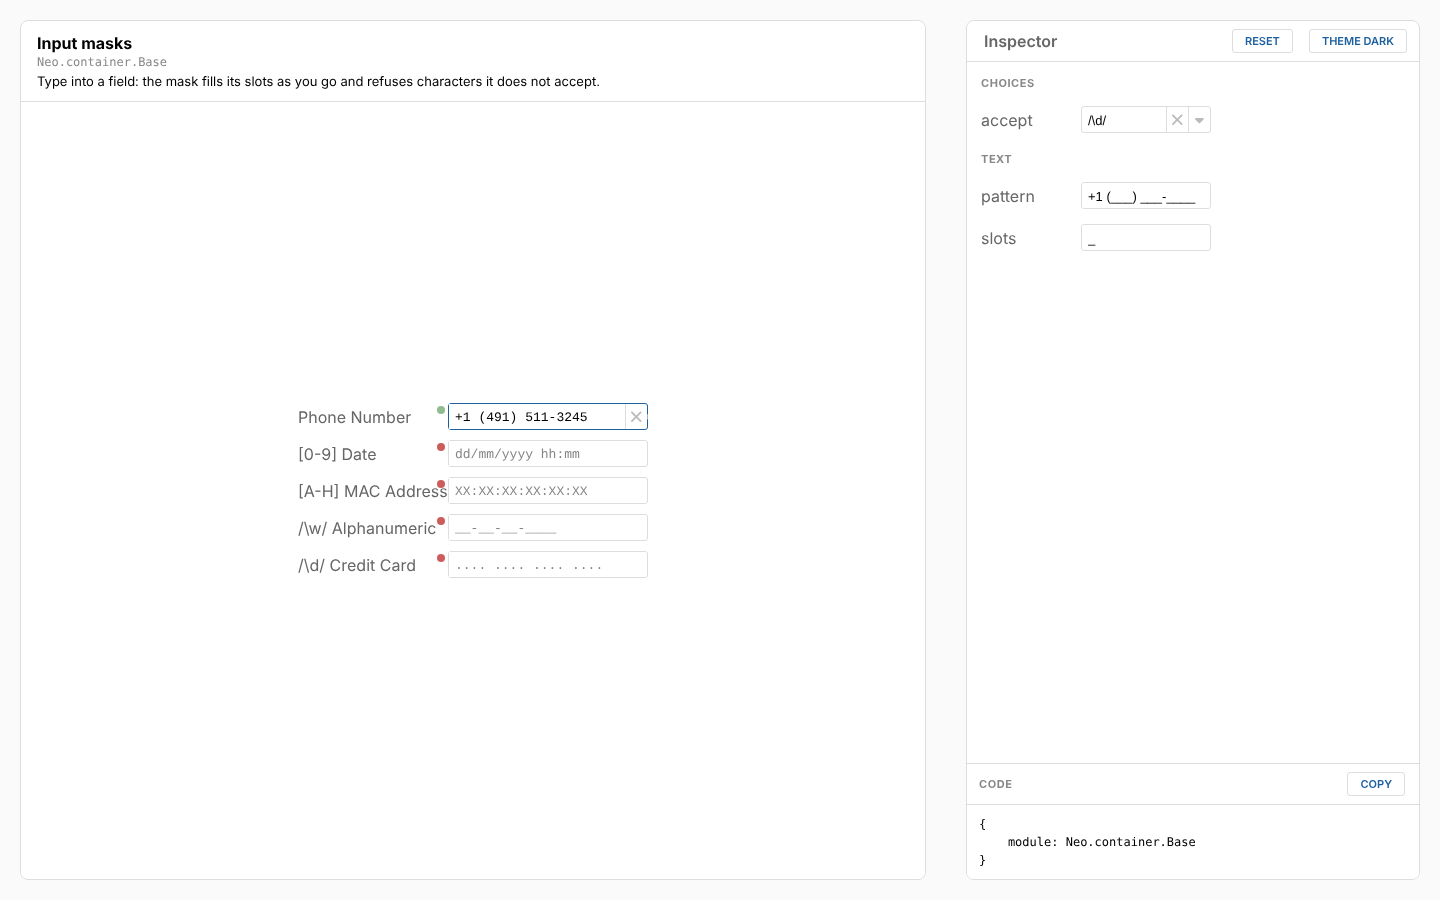 Input masks
Neo.container.Base
Type into a field: the mask fills its slots as you go and refuses characters it does not accept.
Phone Number +1 (491) 511-3245
[0-9] Date dd/mm/yyyy hh:mm
[A-H] MAC Address XX:XX:XX:XX:XX:XX
/\w/ Alphanumeric __-__-__-____
/\d/ Credit Card .... .... .... ....
Inspector RESET THEME DARK
CHOICES
accept /\d/
TEXT
pattern +1 (___) ___-____
slots _
CODE COPY
{
module: Neo.container.Base
}